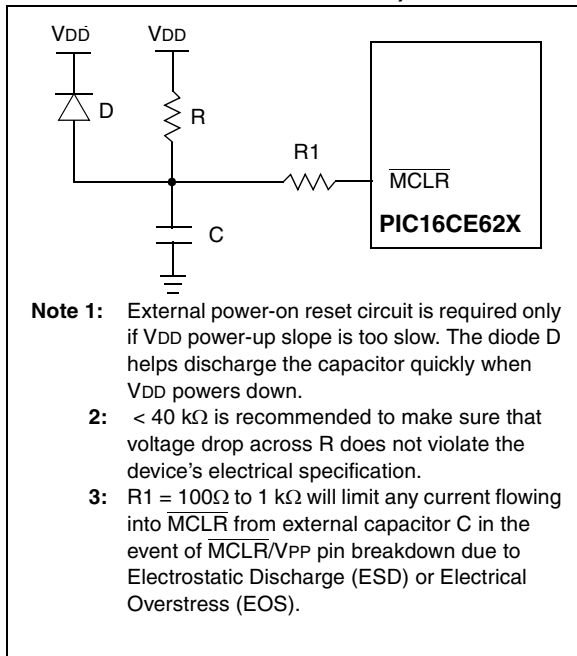 VDD VDD
D
R
R1
MCLR
PIC16CE62X
C
Note 1: External power-on reset circuit is required only
if VDD power-up slope is too slow. The diode D
helps discharge the capacitor quickly when
VDD powers down.
2: < 40 kΩ is recommended to make sure that
voltage drop across R does not violate the
device's electrical specification.
3: R1 = 100Ω to 1 kΩ will limit any current flowing
into MCLR from external capacitor C in the
event of MCLR/VPP pin breakdown due to
Electrostatic Discharge (ESD) or Electrical
Overstress (EOS).